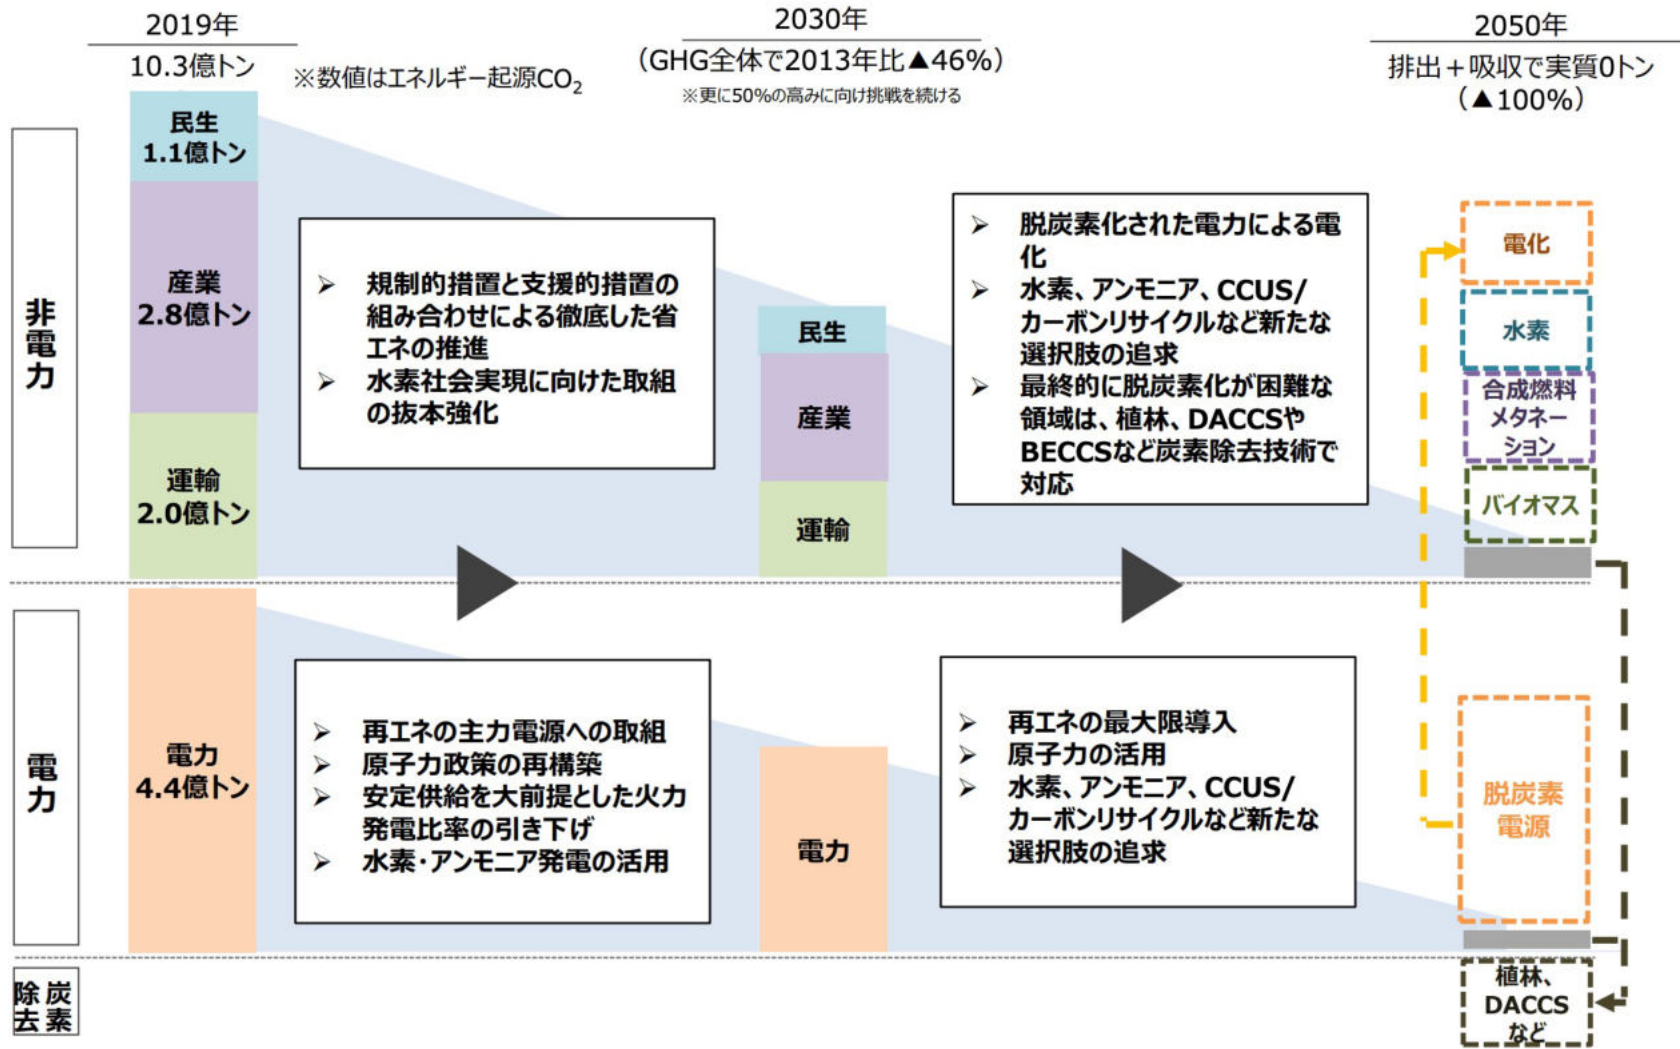 2019年
10.3億トン
※数値はエネルギー起源CO₂
2030年
(GHG全体で2013年比▲46%)
※更に50%の高みに向け挑戦を続ける
2050年
排出+吸収で実質0トン
(▲100%)
非電力
民生
1.1億トン
産業
2.8億トン
運輸
2.0億トン
➢ 規制的措置と支援的措置の
組み合わせによる徹底した省
エネの推進
➢ 水素社会実現に向けた取組
の抜本強化
民生
産業
運輸
➢ 脱炭素化された電力による電
化
➢ 水素、アンモニア、CCUS/
カーボンリサイクルなど新たな
選択肢の追求
➢ 最終的に脱炭素化が困難な
領域は、植林、DACCSや
BECCSなど炭素除去技術で
対応
電化
水素
合成燃料
メタネー
ション
バイオマス
電力
電力
4.4億トン
➢ 再エネの主力電源への取組
➢ 原子力政策の再構築
➢ 安定供給を大前提とした火力
発電比率の引き下げ
➢ 水素・アンモニア発電の活用
電力
➢ 再エネの最大限導入
➢ 原子力の活用
➢ 水素、アンモニア、CCUS/
カーボンリサイクルなど新たな
選択肢の追求
脱炭素
電源
炭素
除去
植林、
DACCS
など